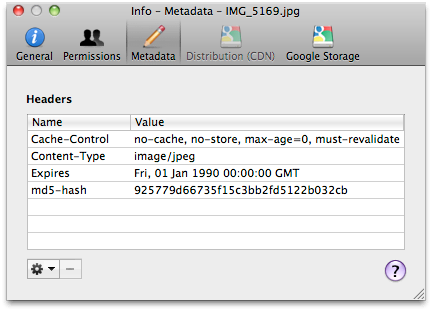 Info – Metadata – IMG_5169.jpg
General Permissions Metadata Distribution (CDN) Google Storage
Headers
Name Value
Cache-Control no-cache, no-store, max-age=0, must-revalidate
Content-Type image/jpeg
Expires Fri, 01 Jan 1990 00:00:00 GMT
md5-hash 925779d66735f15c3bb2fd5122b032cb
?